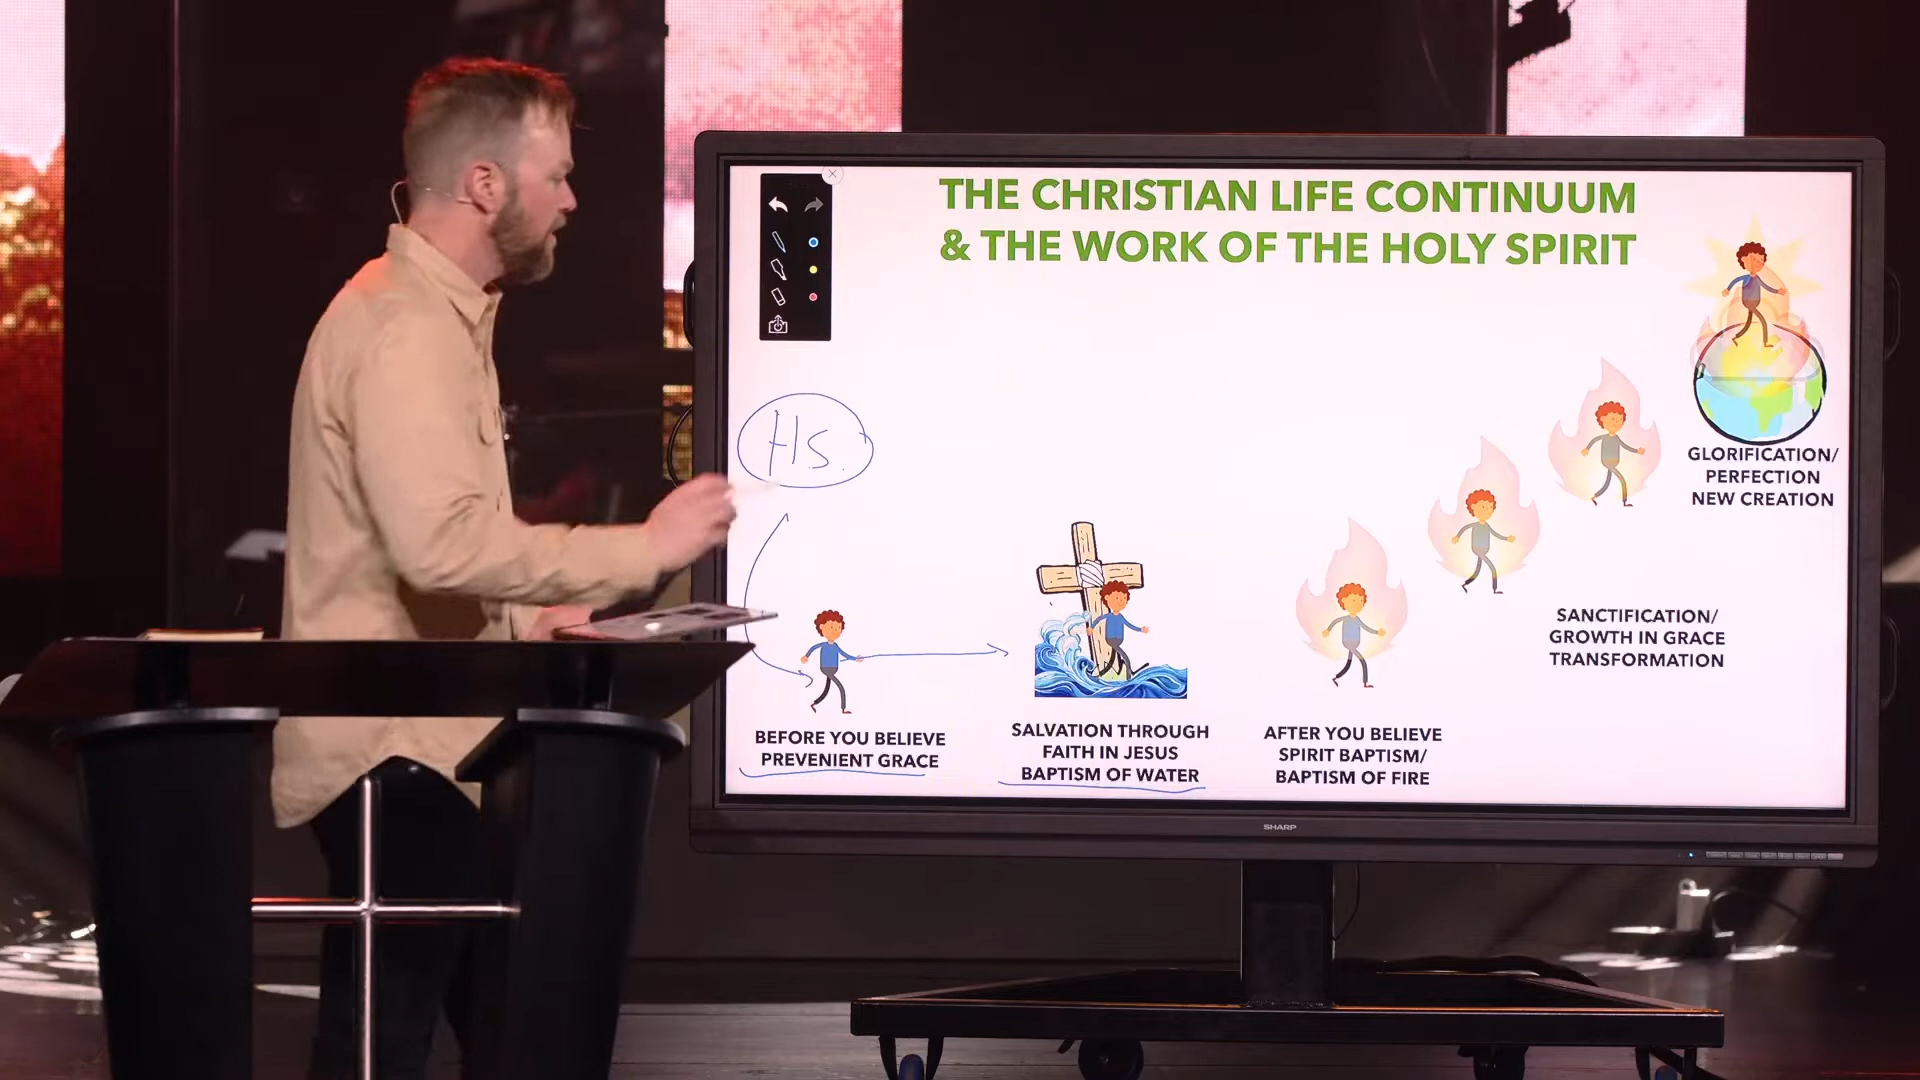 THE CHRISTIAN LIFE CONTINUUM
& THE WORK OF THE HOLY SPIRIT
HS
GLORIFICATION/
PERFECTION
NEW CREATION
SANCTIFICATION/
GROWTH IN GRACE
TRANSFORMATION
BEFORE YOU BELIEVE
PREVENIENT GRACE
SALVATION THROUGH
FAITH IN JESUS
BAPTISM OF WATER
AFTER YOU BELIEVE
SPIRIT BAPTISM/
BAPTISM OF FIRE
SHARP